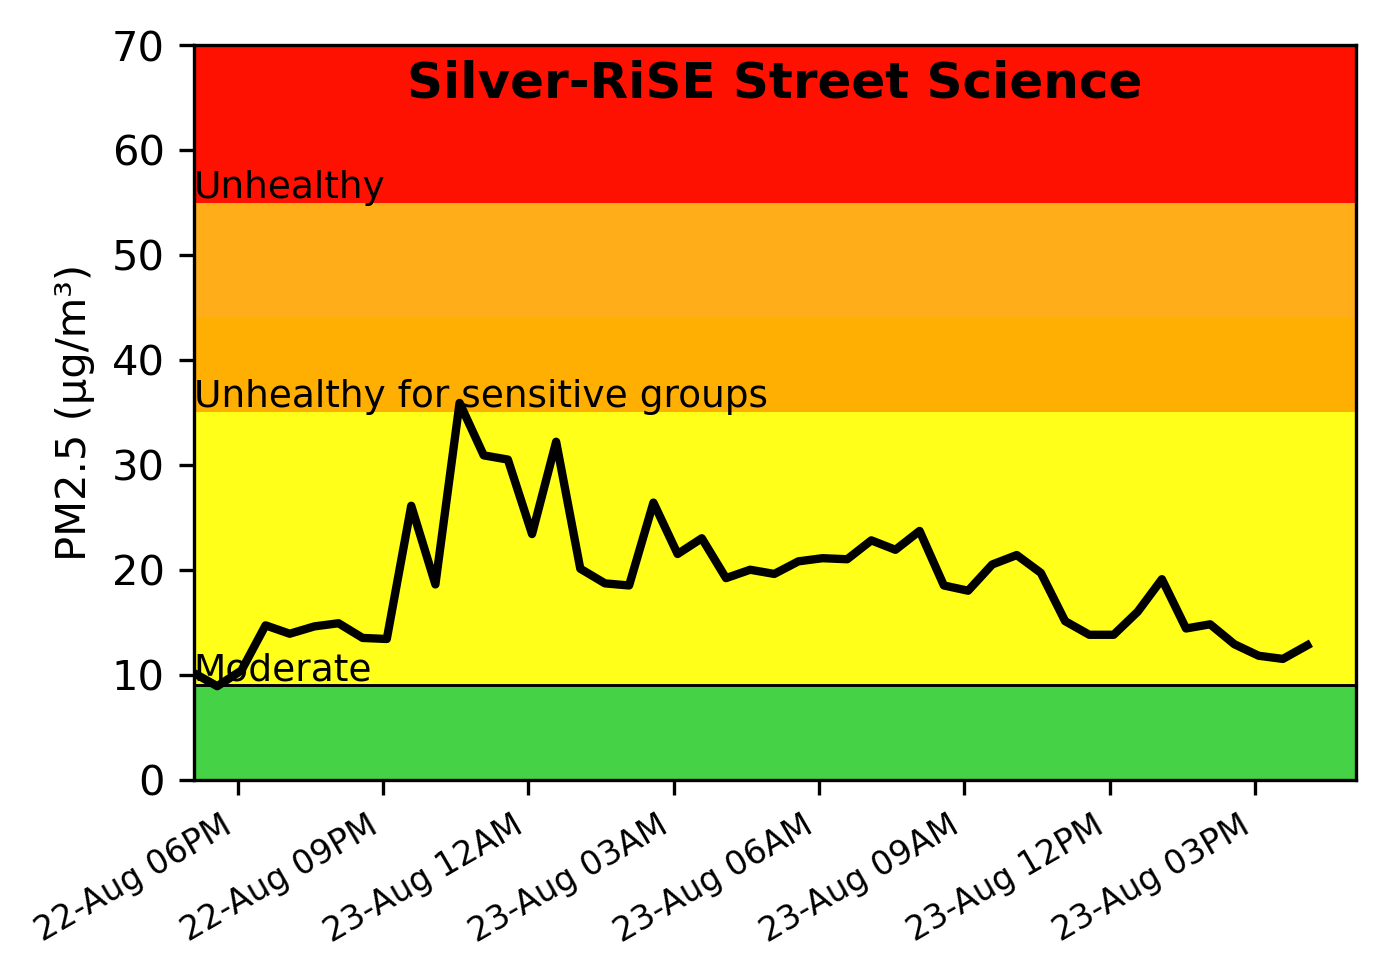 Silver-RiSE Street Science
70
60
50
40
30
20
10
0
PM2.5 (µg/m³)
Unhealthy
Unhealthy for sensitive groups
Moderate
22-Aug 06PM
22-Aug 09PM
23-Aug 12AM
23-Aug 03AM
23-Aug 06AM
23-Aug 09AM
23-Aug 12PM
23-Aug 03PM